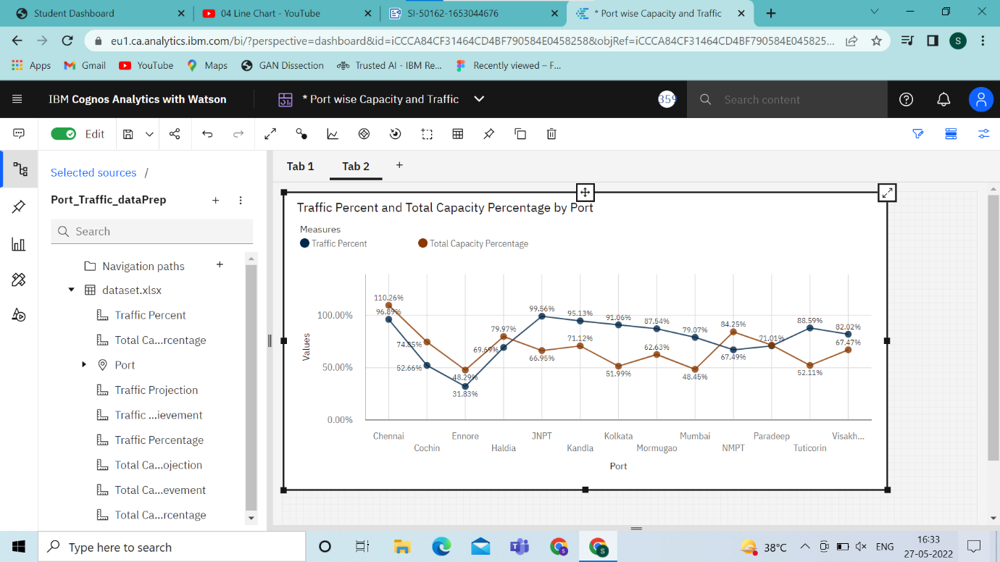 Student Dashboard
04 Line Chart - YouTube
SI-50162-1653044676
* Port wise Capacity and Traffic
eu1.ca.analytics.ibm.com/bi/?perspective=dashboard&id=iCCCA84CF31464CD4BF790584E0458258&objRef=iCCCA84CF31464CD4BF790584E045825...
S
Apps
Gmail
YouTube
Maps
GAN Dissection
Trusted AI - IBM Re...
Recently viewed – F...
IBM Cognos Analytics with Watson
* Port wise Capacity and Traffic
359
Search content
Edit
Selected sources /
Port_Traffic_dataPrep
Search
Navigation paths
dataset.xlsx
Traffic Percent
Total Ca...rcentage
Port
Traffic Projection
Traffic ...ievement
Traffic Percentage
Total Ca...ojection
Total Ca...evement
Total Ca...rcentage
Tab 1
Tab 2
Traffic Percent and Total Capacity Percentage by Port
Measures
Traffic Percent
Total Capacity Percentage
Values
100.00%
50.00%
0.00%
110.26%
96.89%
74.85%
52.66%
48.29%
31.83%
79.97%
69.69%
99.56%
66.95%
95.13%
71.12%
91.06%
51.99%
87.54%
62.63%
79.07%
48.45%
84.25%
67.49%
71.01%
88.59%
52.11%
82.02%
67.47%
Chennai
Cochin
Ennore
Haldia
JNPT
Kandla
Kolkata
Mormugao
Mumbai
NMPT
Paradeep
Tuticorin
Visakh...
Port
Type here to search
38°C
ENG
16:33
27-05-2022